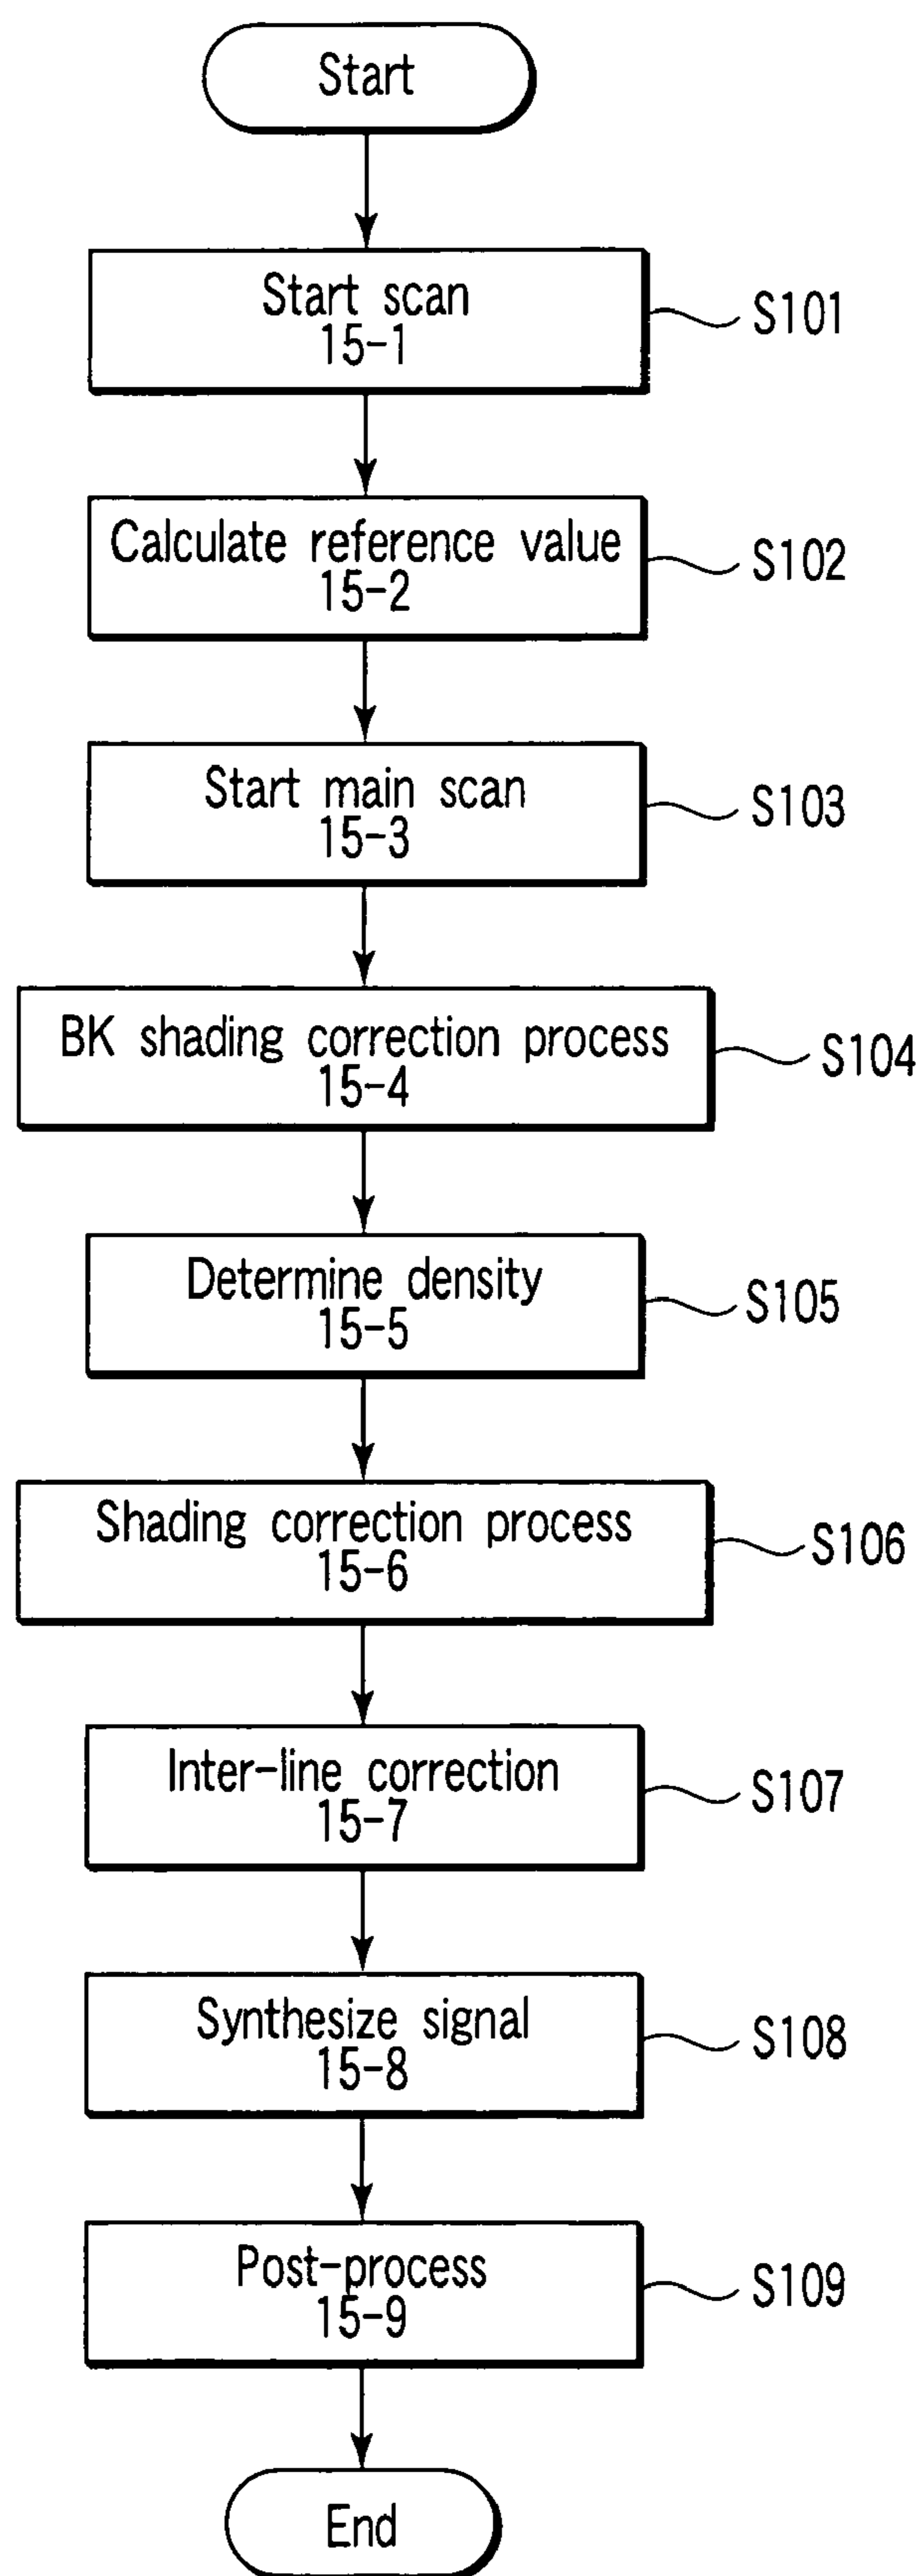 Start
Start scan
15-1
S101
Calculate reference value
15-2
S102
Start main scan
15-3
S103
BK shading correction process
15-4
S104
Determine density
15-5
S105
Shading correction process
15-6
S106
Inter-line correction
15-7
S107
Synthesize signal
15-8
S108
Post-process
15-9
S109
End